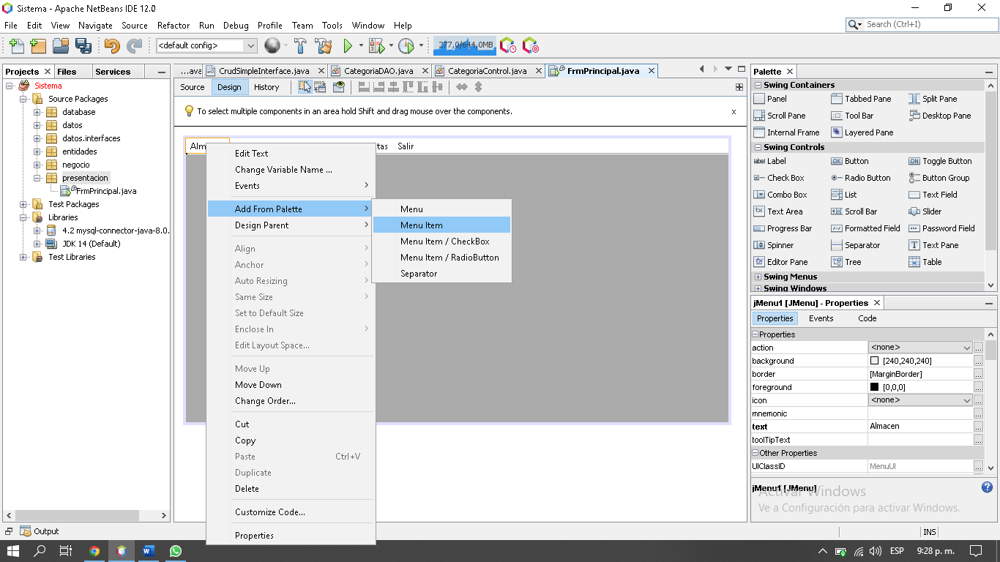 Sistema - Apache NetBeans IDE 12.0
File Edit View Navigate Source Refactor Run Debug Profile Team Tools Window Help
Search (Ctrl+I)
<default config>
277,0/644,0MB
Projects Files Services
...ava CrudSimpleInterface.java CategoriaDAO.java CategoriaControl.java FrmPrincipal.java
Source Design History
To select multiple components in an area hold Shift and drag mouse over the components.
x
Sistema
Source Packages
database
datos
datos.interfaces
entidades
negocio
presentacion
FrmPrincipal.java
Test Packages
Libraries
4.2 mysql-connector-java-8.0.
JDK 14 (Default)
Test Libraries
Alm
tas Salir
Edit Text
Change Variable Name ...
Events
Add From Palette
Design Parent
Align
Anchor
Auto Resizing
Same Size
Set to Default Size
Enclose In
Edit Layout Space...
Move Up
Move Down
Change Order...
Cut
Copy
Paste Ctrl+V
Duplicate
Delete
Customize Code...
Properties
Menu
Menu Item
Menu Item / CheckBox
Menu Item / RadioButton
Separator
Palette
Swing Containers
Panel Tabbed Pane Split Pane
Scroll Pane Tool Bar Desktop Pane
Internal Frame Layered Pane
Swing Controls
label Label OK Button ON Toggle Button
Check Box Radio Button Button Group
Combo Box List Text Field
Text Area Scroll Bar Slider
Progress Bar Formatted Field Password Field
Spinner Separator Text Pane
Editor Pane Tree Table
Swing Menus
Swing Windows
jMenu1 [JMenu] - Properties
Properties Events Code
Properties
action <none> ...
background [240,240,240] ...
border [MarginBorder] ...
foreground [0,0,0] ...
icon <none> ...
mnemonic ...
text Almacen ...
toolTipText ...
Other Properties
UIClassID MenuUI ...
jMenu1 [JMenu]
Activar Windows
Ve a Configuración para activar Windows.
Output
INS
ESP 9:28 p. m.